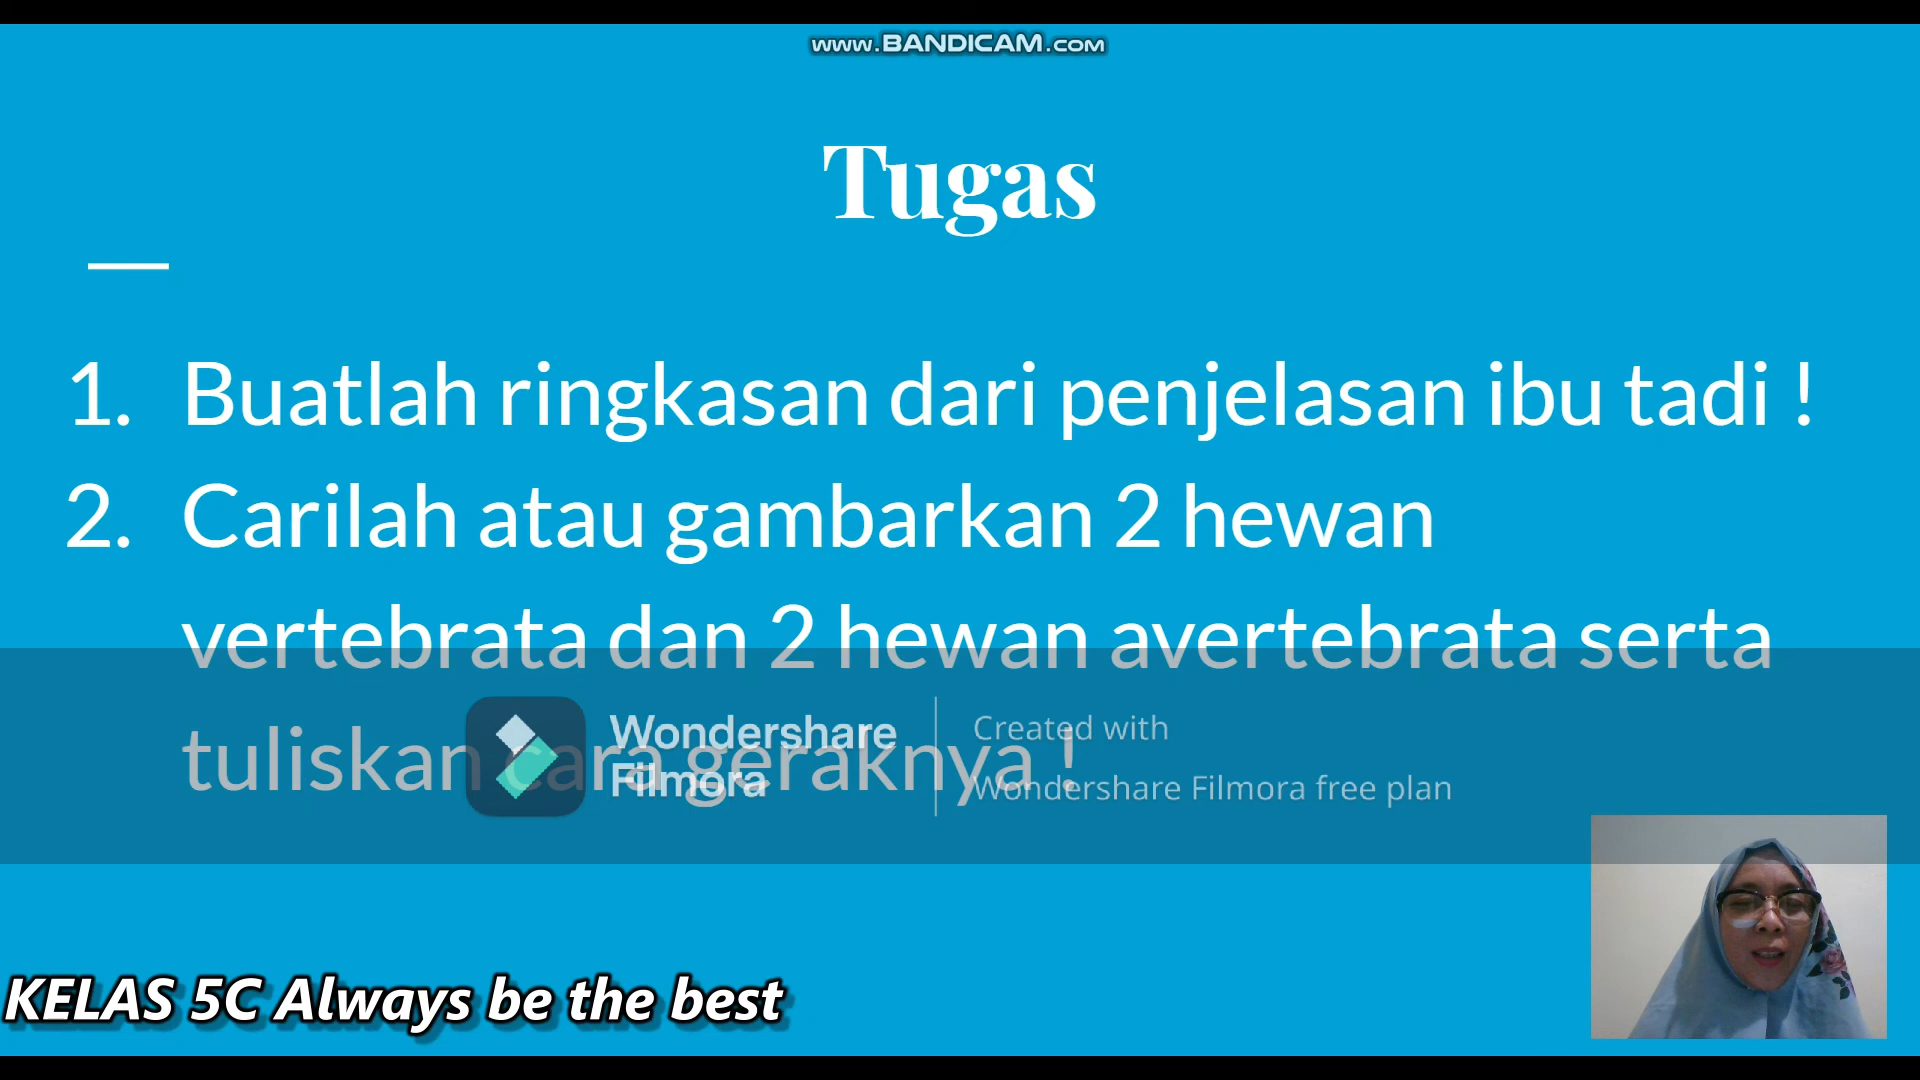 www.BANDICAM.com
Tugas
1. Buatlah ringkasan dari penjelasan ibu tadi !
2. Carilah atau gambarkan 2 hewan
vertebrata dan 2 hewan avertebrata serta
tuliskan cara geraknya !
Wondershare
Filmora
Created with
Wondershare Filmora free plan
KELAS 5C Always be the best